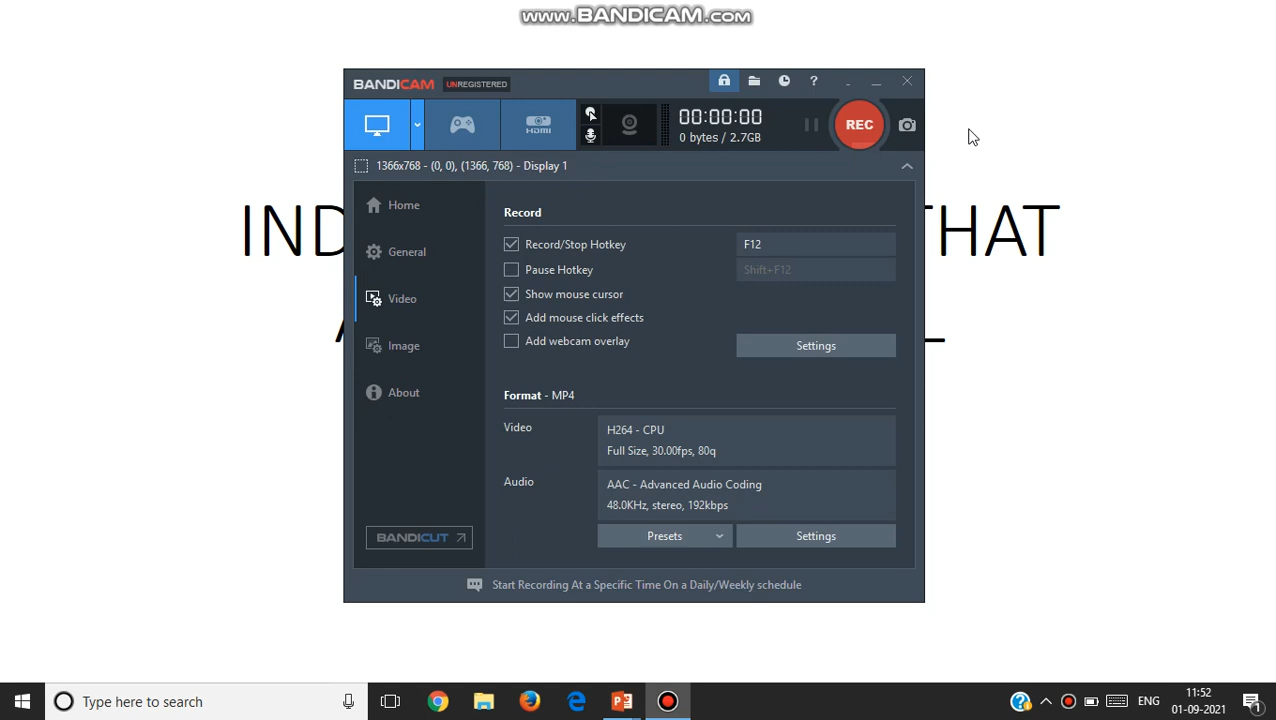 www.BANDICAM.com
BANDICAM UNREGISTERED
?
HDMI
00:00:00
0 bytes / 2.7GB
REC
1366x768 - (0, 0), (1366, 768) - Display 1
IND
HAT
Home
General
Video
Image
About
BANDICUT
Record
Record/Stop Hotkey F12
Pause Hotkey Shift+F12
Show mouse cursor
Add mouse click effects
Add webcam overlay
Settings
Format - MP4
Video
H264 - CPU
Full Size, 30.00fps, 80q
Audio
AAC - Advanced Audio Coding
48.0KHz, stereo, 192kbps
Presets
Settings
Start Recording At a Specific Time On a Daily/Weekly schedule
Type here to search
ENG
11:52
01-09-2021
1